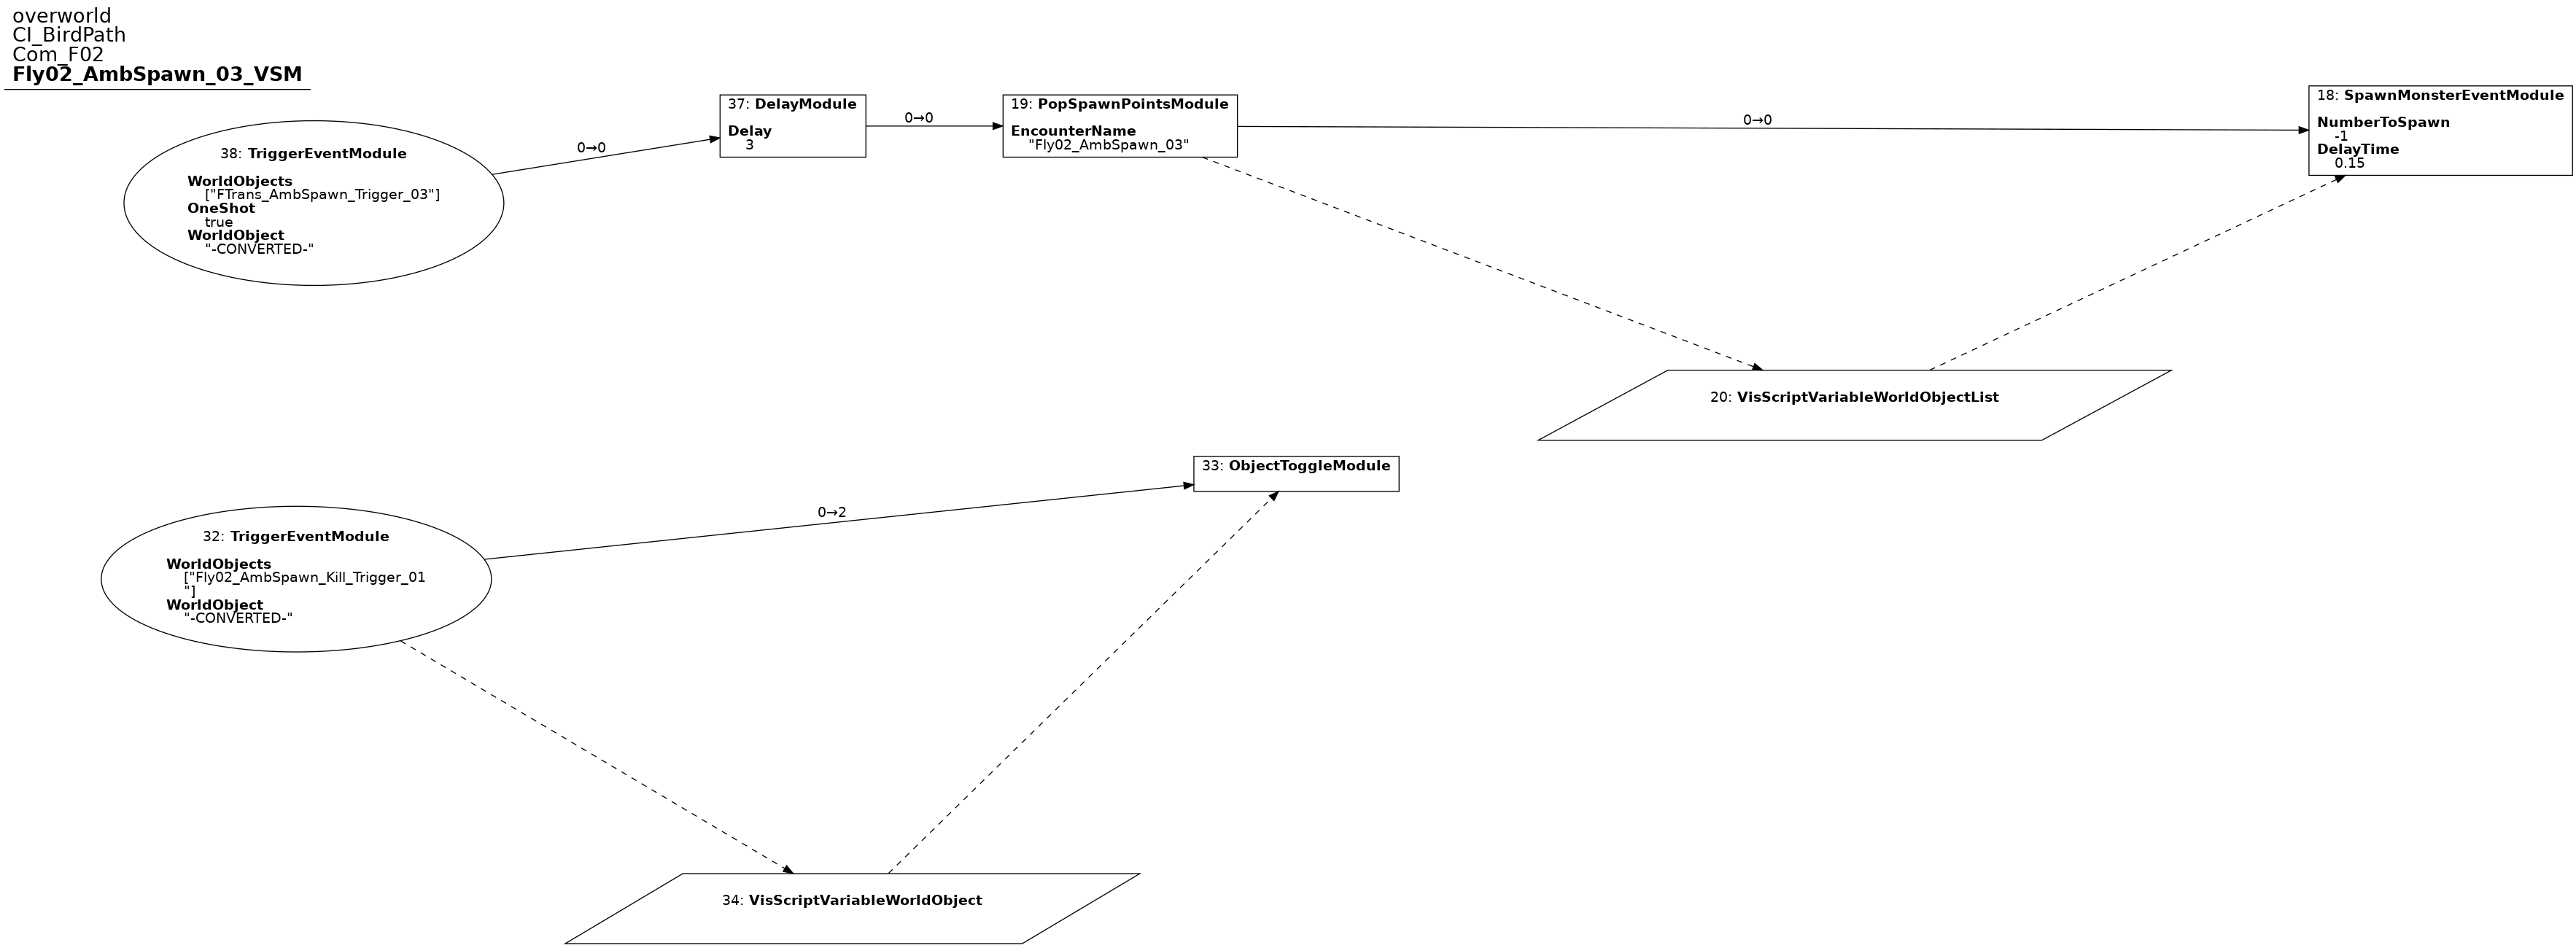 overworld
CI_BirdPath
Com_F02
Fly02_AmbSpawn_03_VSM
38: TriggerEventModule
WorldObjects
["FTrans_AmbSpawn_Trigger_03"]
OneShot
true
WorldObject
"-CONVERTED-"
0→0
37: DelayModule
Delay
3
0→0
19: PopSpawnPointsModule
EncounterName
"Fly02_AmbSpawn_03"
0→0
18: SpawnMonsterEventModule
NumberToSpawn
-1
DelayTime
0.15
20: VisScriptVariableWorldObjectList
33: ObjectToggleModule
0→2
32: TriggerEventModule
WorldObjects
["Fly02_AmbSpawn_Kill_Trigger_01
"]
WorldObject
"-CONVERTED-"
34: VisScriptVariableWorldObject